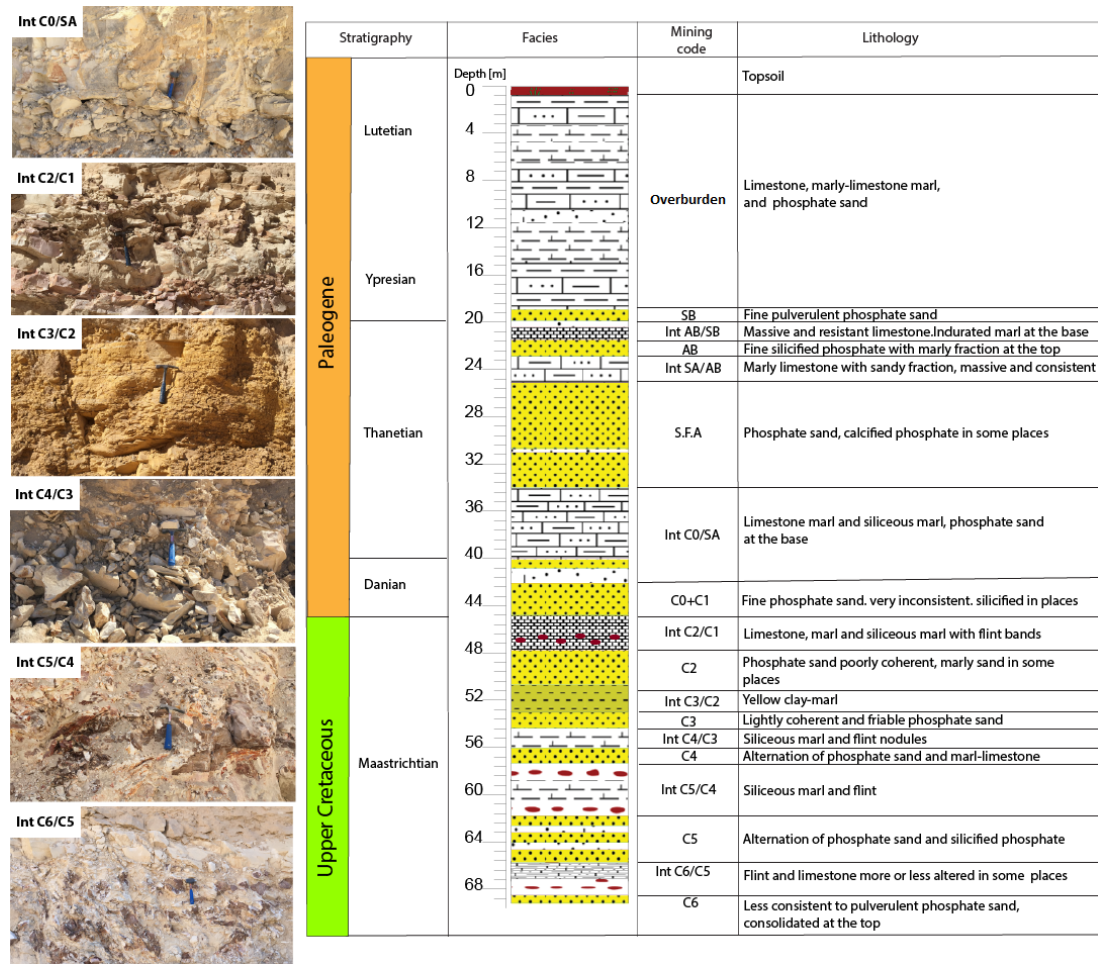 Int C0/SA
Int C2/C1
Int C3/C2
Int C4/C3
Int C5/C4
Int C6/C5
Stratigraphy
Facies
Mining
code
Lithology
Paleogene
Upper Cretaceous
Lutetian
Ypresian
Thanetian
Danian
Maastrichtian
Depth [m]
0
4
8
12
16
20
24
28
32
36
40
44
48
52
56
60
64
68
Topsoil
Overburden
Limestone, marly-limestone marl,
and phosphate sand
SB
Fine pulverulent phosphate sand
Int AB/SB
Massive and resistant limestone.Indurated marl at the base
AB
Fine silicified phosphate with marly fraction at the top
Int SA/AB
Marly limestone with sandy fraction, massive and consistent
S.F.A
Phosphate sand, calcified phosphate in some places
Int C0/SA
Limestone marl and siliceous marl, phosphate sand
at the base
C0+C1
Fine phosphate sand. very inconsistent. silicified in places
Int C2/C1
Limestone, marl and siliceous marl with flint bands
C2
Phosphate sand poorly coherent, marly sand in some
places
Int C3/C2
Yellow clay-marl
C3
Lightly coherent and friable phosphate sand
Int C4/C3
Siliceous marl and flint nodules
C4
Alternation of phosphate sand and marl-limestone
Int C5/C4
Siliceous marl and flint
C5
Alternation of phosphate sand and silicified phosphate
Int C6/C5
Flint and limestone more or less altered in some places
C6
Less consistent to pulverulent phosphate sand,
consolidated at the top